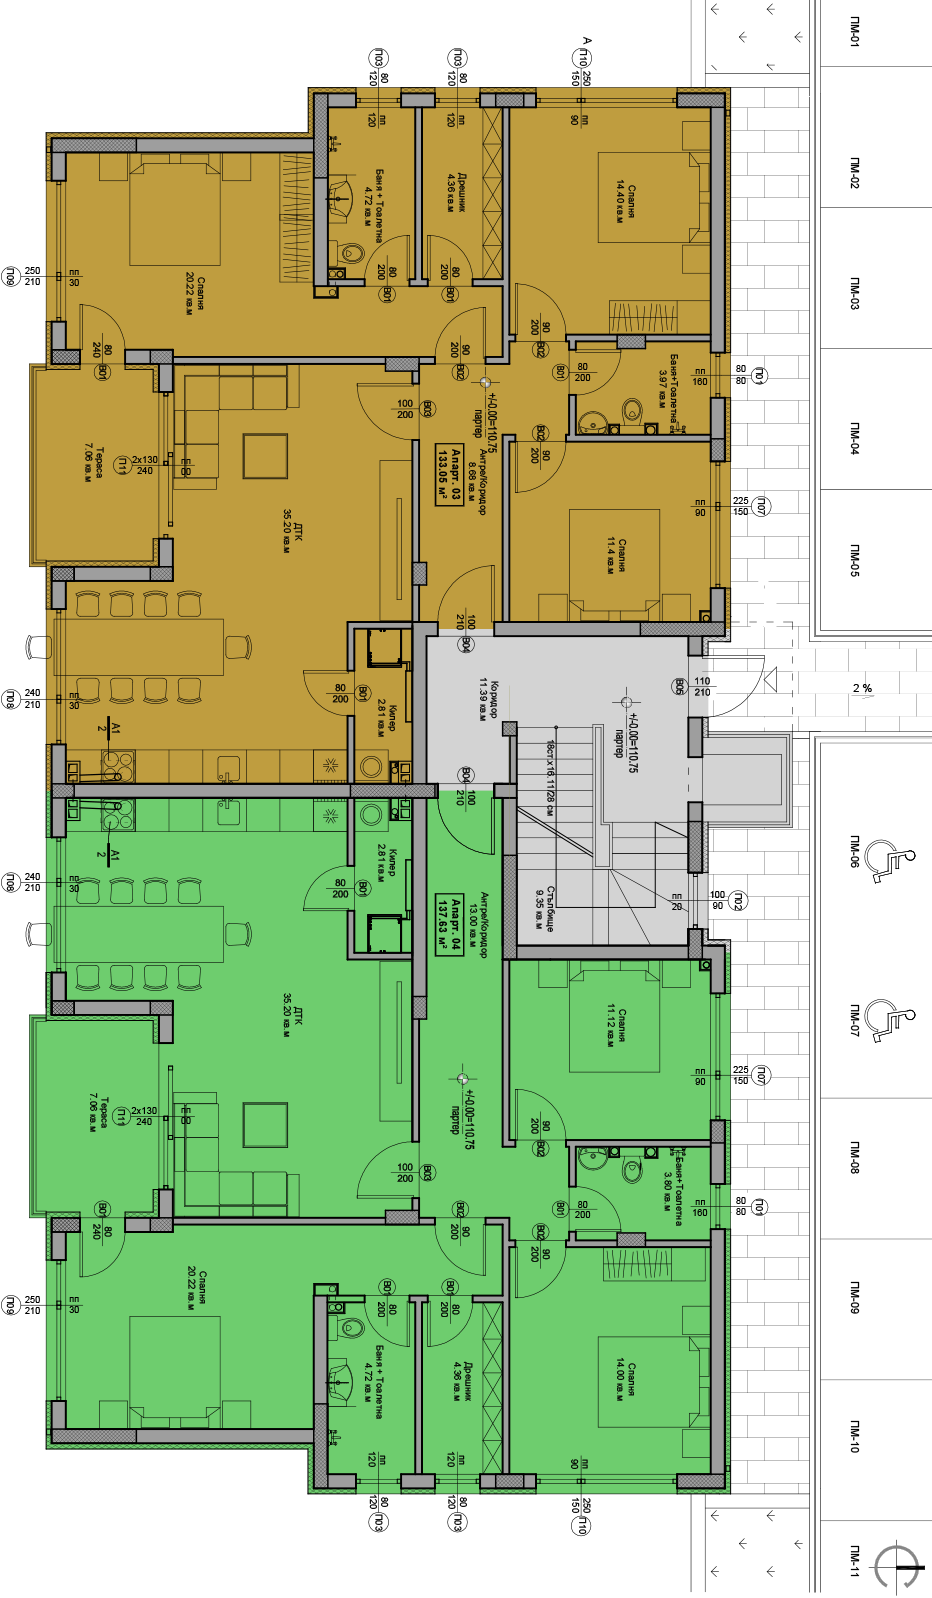 ПМ-01
ПМ-02
ПМ-03
ПМ-04
ПМ-05
2 %
ПМ-06
ПМ-07
ПМ-08
ПМ-09
ПМ-10
ПМ-11
А
П10 250
150
пп
90
П03 80
120
пп
120
П03 80
120
пп
120
Спалня
14.40 кв.м
Дрешник
4.36 кв.м
Баня + Тоалетна
4.72 кв.м
Спалня
20.22 кв.м
80
200
В01
80
200
В01
90
200
В02
90
200
В02
П09
250
210
пп
30
80
240
В01
Баня+Тоалетна
3.97 кв.м
80
200
В01
пп
160
80
80
П01
+/-0.00=110.75
партер
Антре/Коридор
8.68 кв.м
Апарт. 03
133.05 м²
100
200
В03
90
200
В02
Тераса
7.06 кв.м
П11
2x130
240
пп
00
ДТК
35.20 кв.м
Спалня
11.4 кв.м
пп
90
225
150
П07
100
210
В04
Коридор
11.39 кв.м
+/-0.00=110.75
партер
В05
110
210
Килер
2.81 кв.м
80
200
В01
П08
240
210
пп
30
А1
2
18ст.x16.11/28 см
Стълбище
9.35 кв.м
пп
20
100
90
П02
В04
100
210
А1
2
Килер
2.81 кв.м
80
200
В01
П08
240
210
пп
30
Антре/Коридор
13.00 кв.м
Апарт. 04
137.63 м²
ДТК
35.20 кв.м
Спалня
11.12 кв.м
пп
90
225
150
П07
+/-0.00=110.75
партер
Тераса
7.06 кв.м
П11
2x130
240
пп
00
100
200
В03
90
200
В02
Баня+Тоалетна
3.80 кв.м
80
200
В01
пп
160
80
80
П01
В01
80
240
90
200
В02
90
200
В02
Спалня
20.22 кв.м
П09
250
210
пп
30
80
200
В01
80
200
В01
Баня + Тоалетна
4.72 кв.м
Дрешник
4.36 кв.м
Спалня
14.00 кв.м
пп
120
80
120
П03
пп
120
80
120
П03
пп
90
250
150
П10